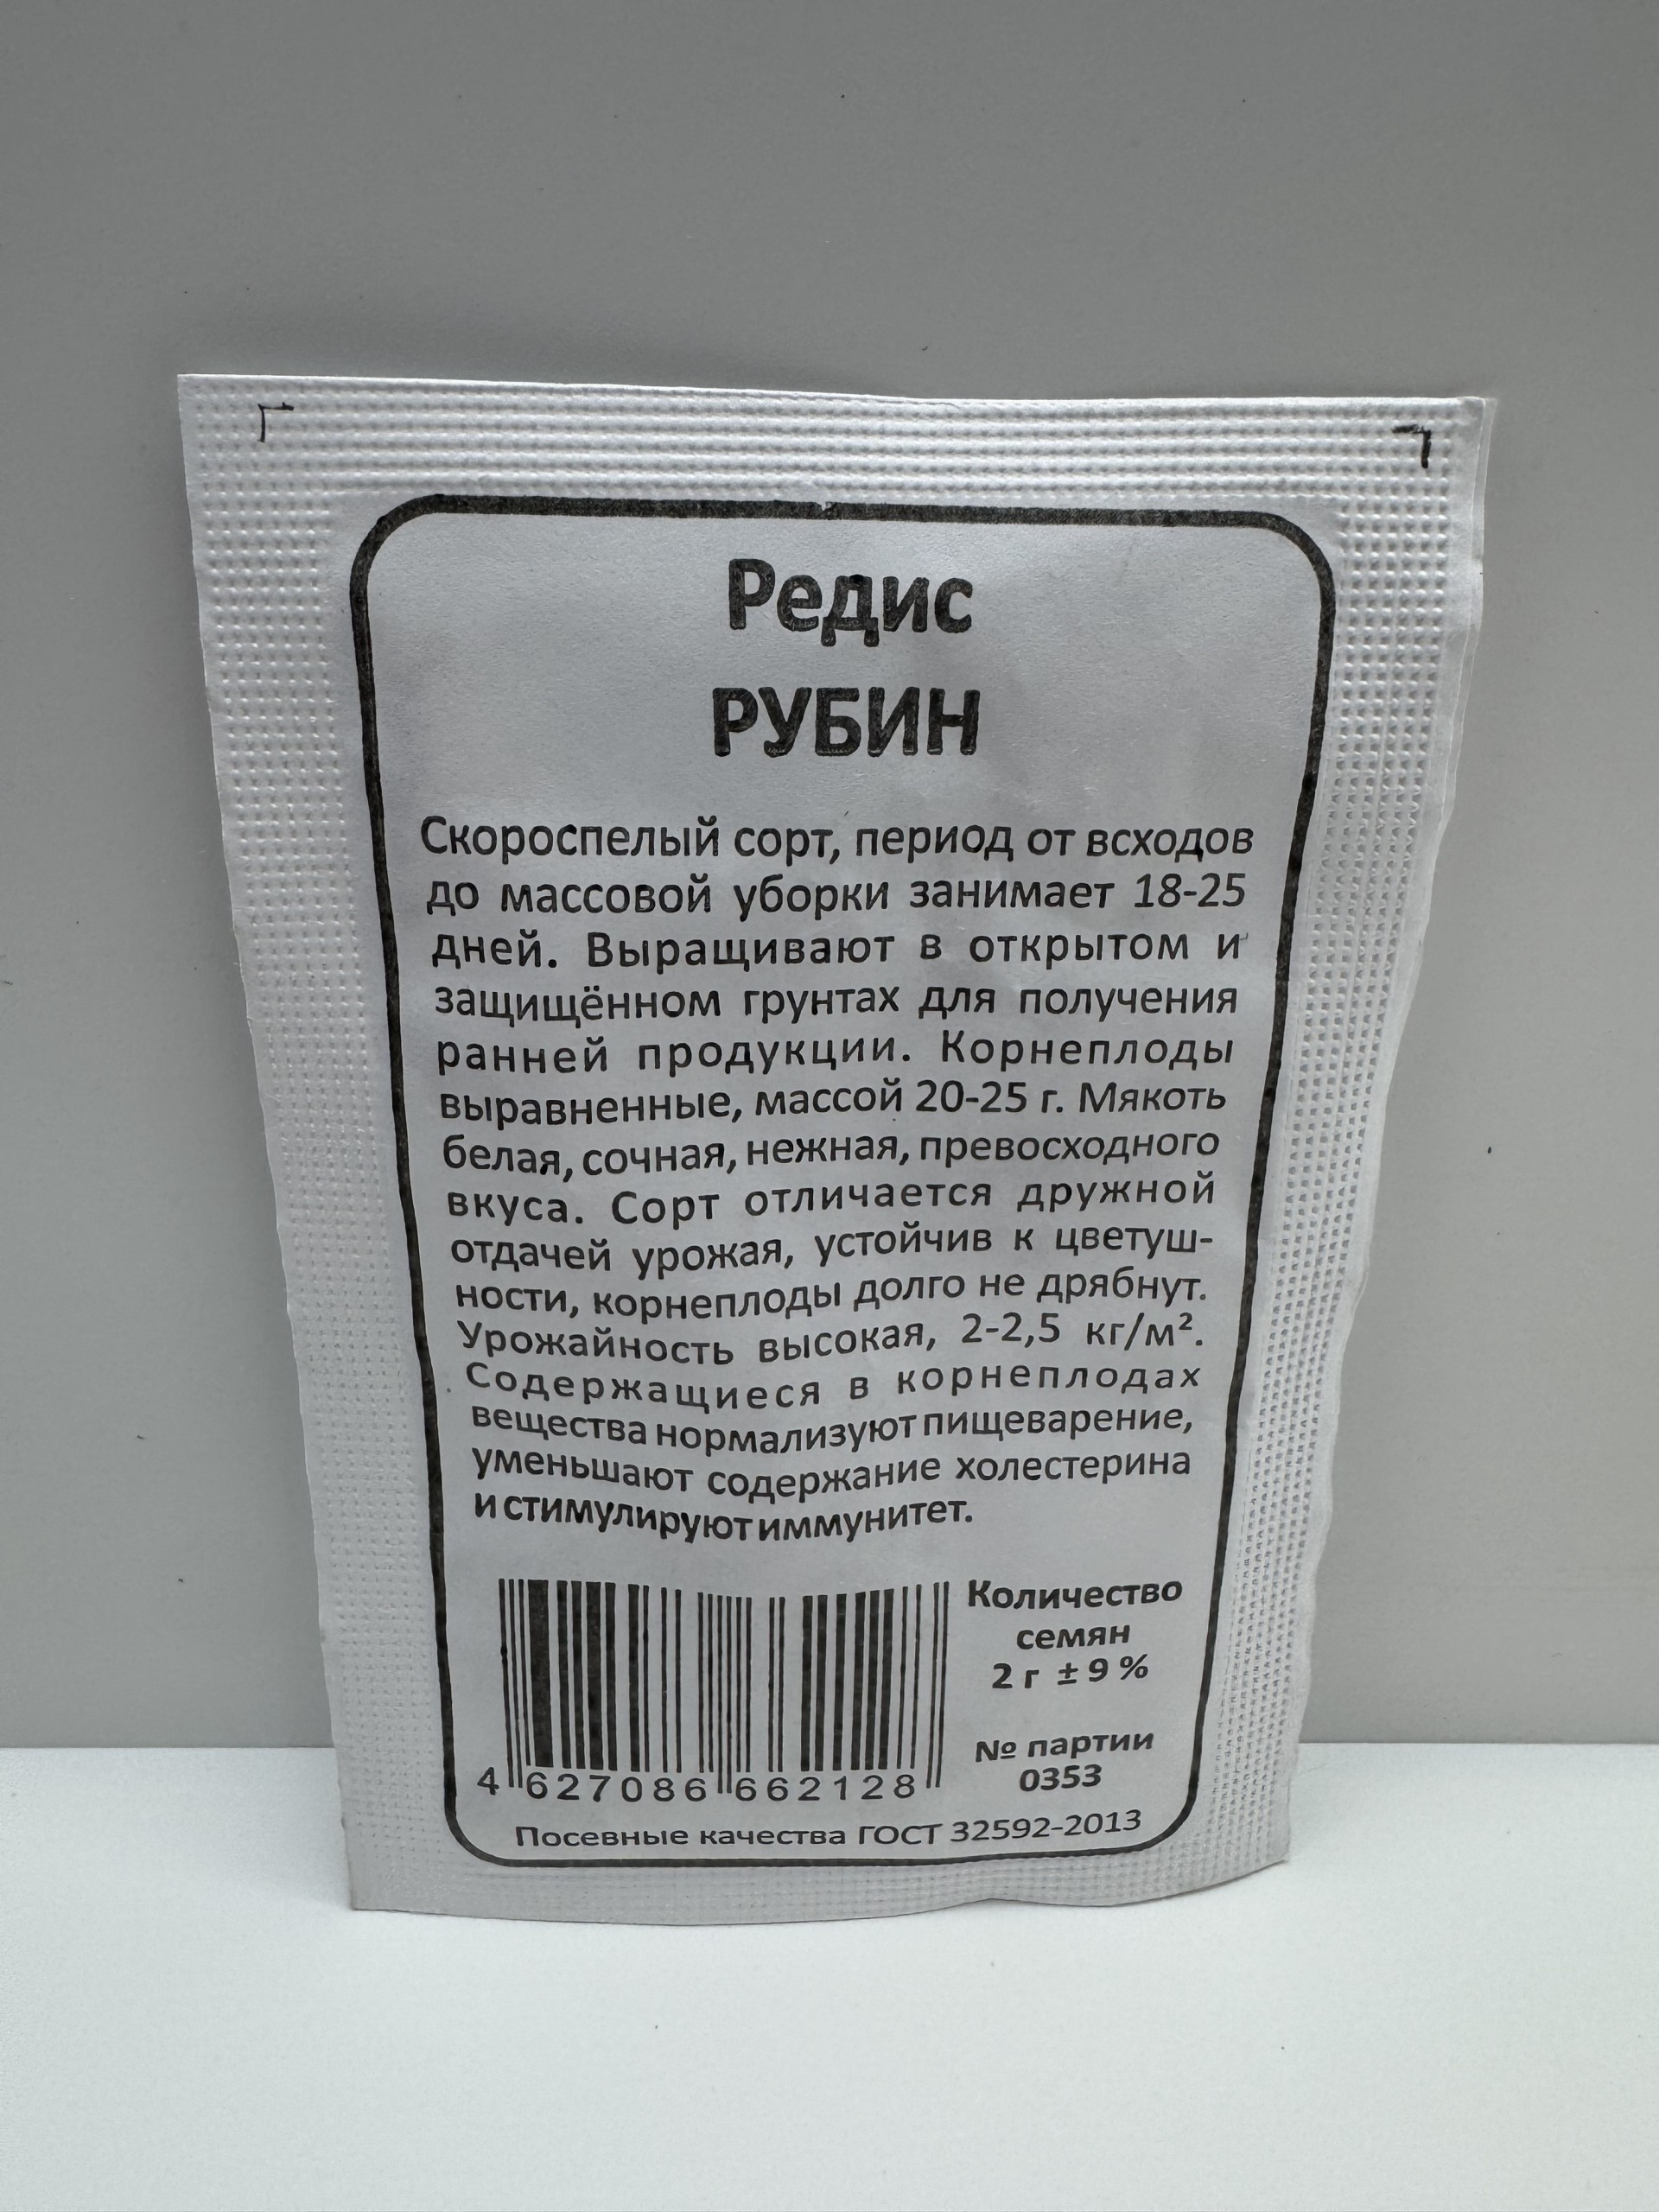 Редис
РУБИН
Скороспелый сорт, период от всходов
до массовой уборки занимает 18-25
дней. Выращивают в открытом и
защищённом грунтах для получения
ранней продукции. Корнеплоды
выравненные, массой 20-25 г. Мякоть
белая, сочная, нежная, превосходного
вкуса. Сорт отличается дружной
отдачей урожая, устойчив к цветуш-
ности, корнеплоды долго не дрябнут.
Урожайность высокая, 2-2,5 кг/м².
Содержащиеся в корнеплодах
вещества нормализуют пищеварение,
уменьшают содержание холестерина
и стимулируют иммунитет.
Количество
семян
2 г ± 9 %
№ партии
0353
4 627086 662128
Посевные качества ГОСТ 32592-2013